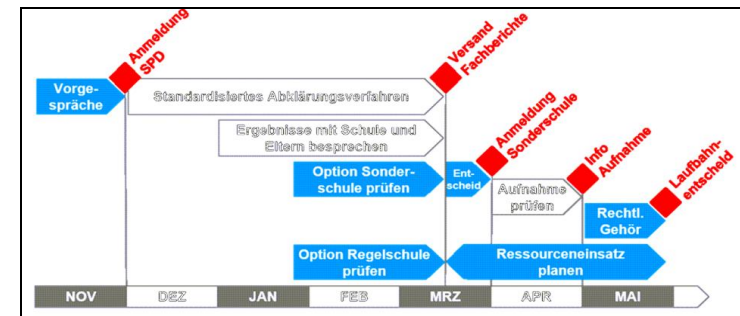 Anmeldung
SPD
Versand
Fachberichte
Vorge-
spräche
Standardisiertes Abklärungsverfahren
Ergebnisse mit Schule und
Eltern besprechen
Anmeldung
Sonderschule
Option Sonder-
schule prüfen
Ent-
scheid
Info
Aufnahme
Aufnahme
prüfen
Laufbahn-
entscheid
Rechtl.
Gehör
Option Regelschule
prüfen
Ressourceneinsatz
planen
NOV DEZ JAN FEB MRZ APR MAI